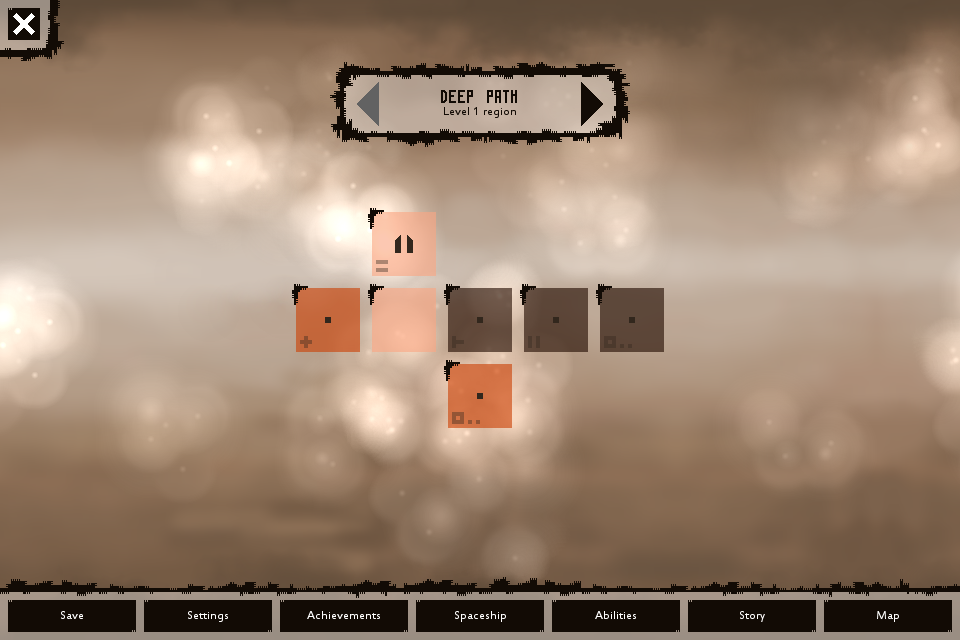 DEEP PATH
Level 1 region
Save
Settings
Achievements
Spaceship
Abilities
Story
Map